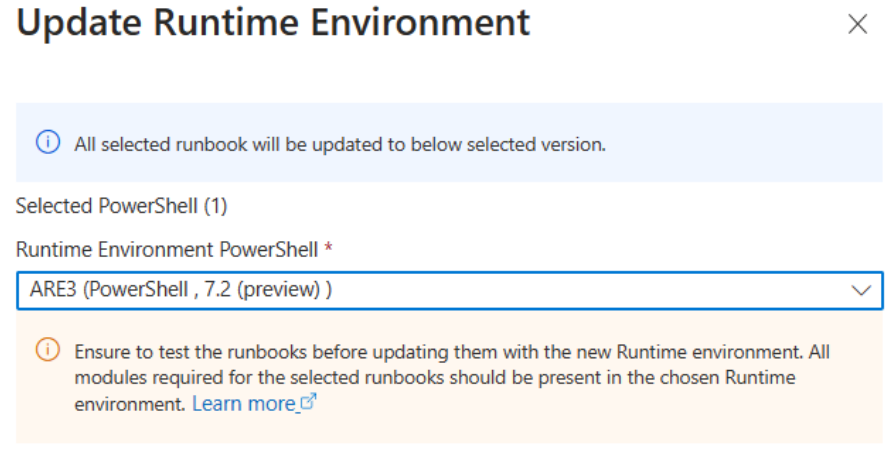 Update Runtime Environment
All selected runbook will be updated to below selected version.
Selected PowerShell (1)
Runtime Environment PowerShell *
ARE3 (PowerShell , 7.2 (preview) )
Ensure to test the runbooks before updating them with the new Runtime environment. All
modules required for the selected runbooks should be present in the chosen Runtime
environment. Learn more